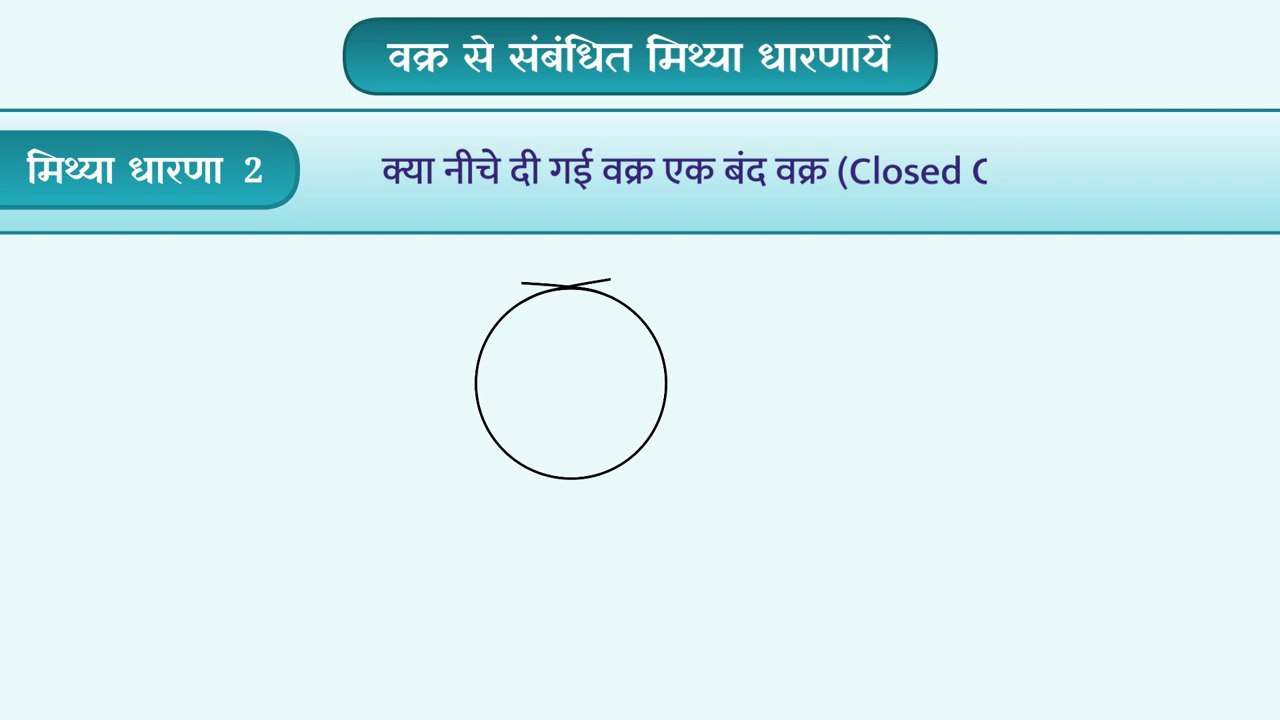 वक्र से संबंधित मिथ्या धारणायें
मिथ्या धारणा 2
क्या नीचे दी गई वक्र एक बंद वक्र (Closed C